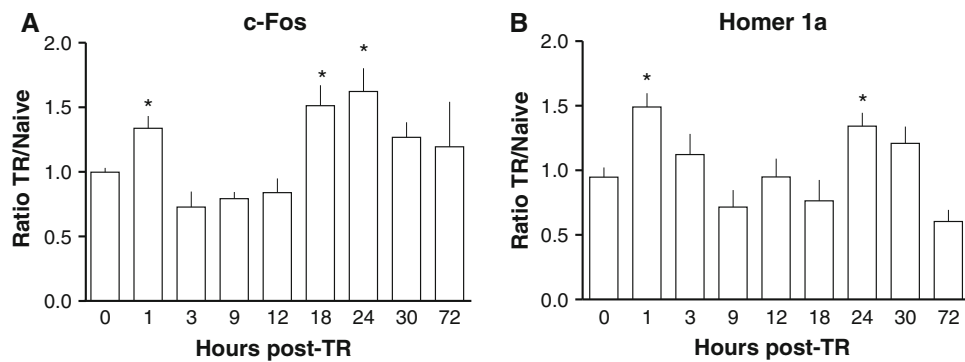 A
c-Fos
2.0
1.5
1.0
0.5
0.0
Ratio TR/Naive
* * *
0 1 3 9 12 18 24 30 72
Hours post-TR
B
Homer 1a
2.0
1.5
1.0
0.5
0.0
Ratio TR/Naive
* *
0 1 3 9 12 18 24 30 72
Hours post-TR